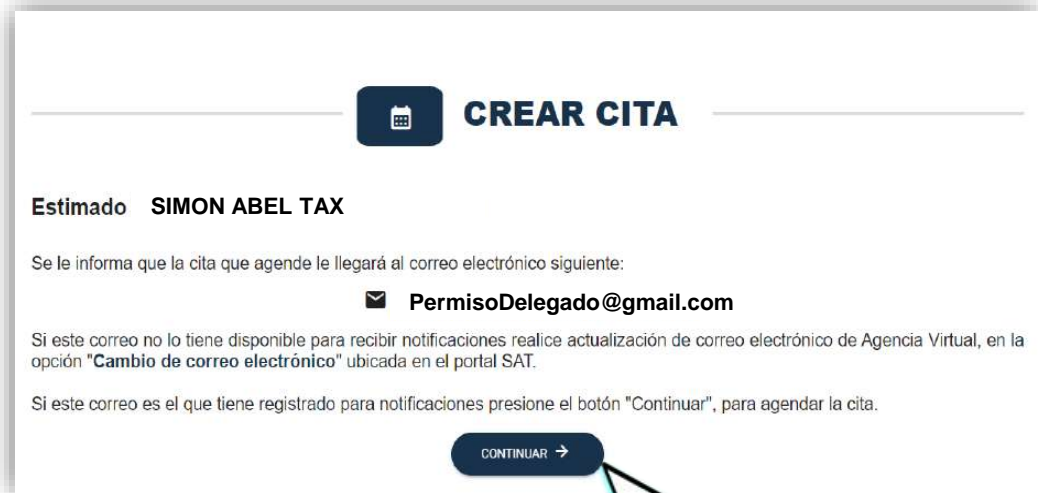 CREAR CITA
Estimado SIMON ABEL TAX
Se le informa que la cita que agende le llegará al correo electrónico siguiente:
PermisoDelegado@gmail.com
Si este correo no lo tiene disponible para recibir notificaciones realice actualización de correo electrónico de Agencia Virtual, en la
opción "Cambio de correo electrónico" ubicada en el portal SAT.
Si este correo es el que tiene registrado para notificaciones presione el botón "Continuar", para agendar la cita.
CONTINUAR →